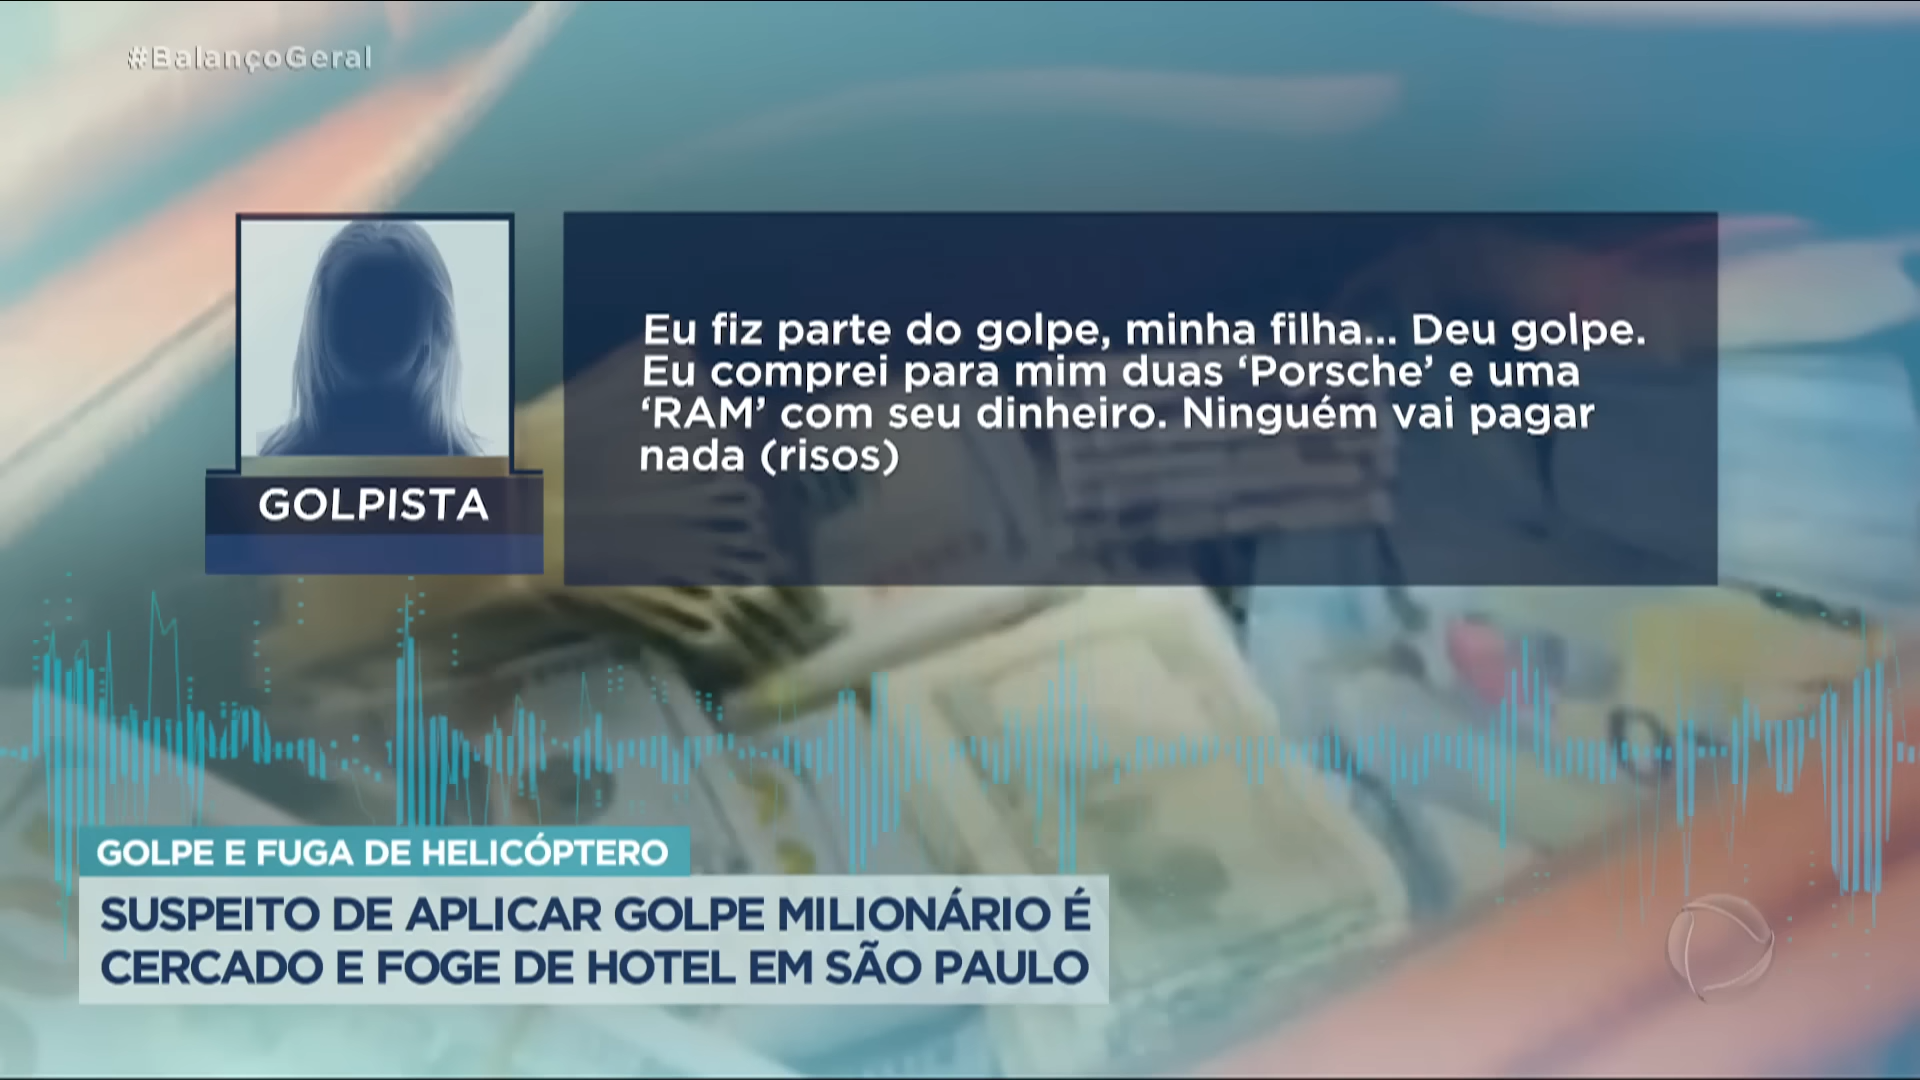 #BalançoGeral
Eu fiz parte do golpe, minha filha... Deu golpe.
Eu comprei para mim duas ‘Porsche’ e uma
‘RAM’ com seu dinheiro. Ninguém vai pagar
nada (risos)
GOLPISTA
GOLPE E FUGA DE HELICÓPTERO
SUSPEITO DE APLICAR GOLPE MILIONÁRIO É
CERCADO E FOGE DE HOTEL EM SÃO PAULO